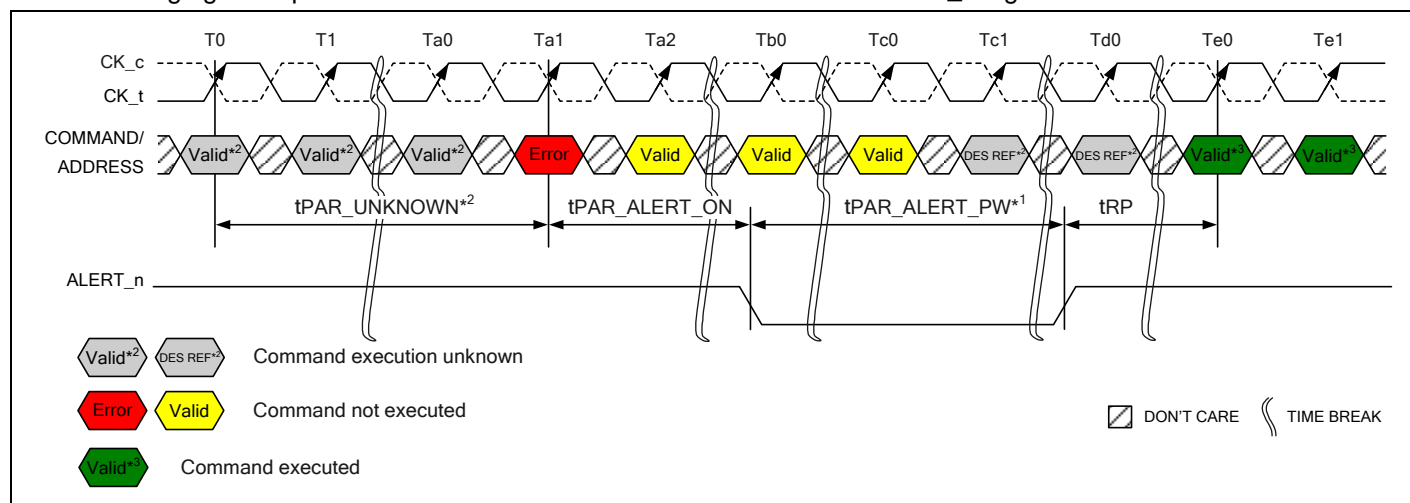 T0 T1 Ta0 Ta1 Ta2 Tb0 Tc0 Tc1 Td0 Te0 Te1
CK_c
CK_t
COMMAND/
ADDRESS
Valid*2 Valid*2 Valid*2 Error Valid Valid Valid DES REF*2 DES REF*2 Valid*3 Valid*3
tPAR_UNKNOWN*2 tPAR_ALERT_ON tPAR_ALERT_PW*1 tRP
ALERT_n
Valid*2 DES REF*2 Command execution unknown
Error Valid Command not executed
DON'T CARE TIME BREAK
Valid*3 Command executed